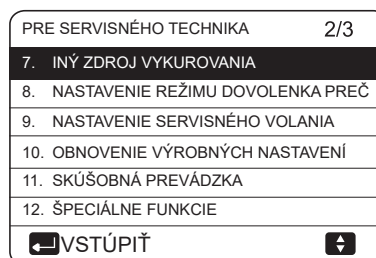 PRE SERVISNÉHO TECHNIKA 2/3
7. INÝ ZDROJ VYKUROVANIA
8. NASTAVENIE REŽIMU DOVOLENKA PREČ
9. NASTAVENIE SERVISNÉHO VOLANIA
10. OBNOVENIE VÝROBNÝCH NASTAVENÍ
11. SKÚŠOBNÁ PREVÁDZKA
12. ŠPECIÁLNE FUNKCIE
VSTÚPIŤ